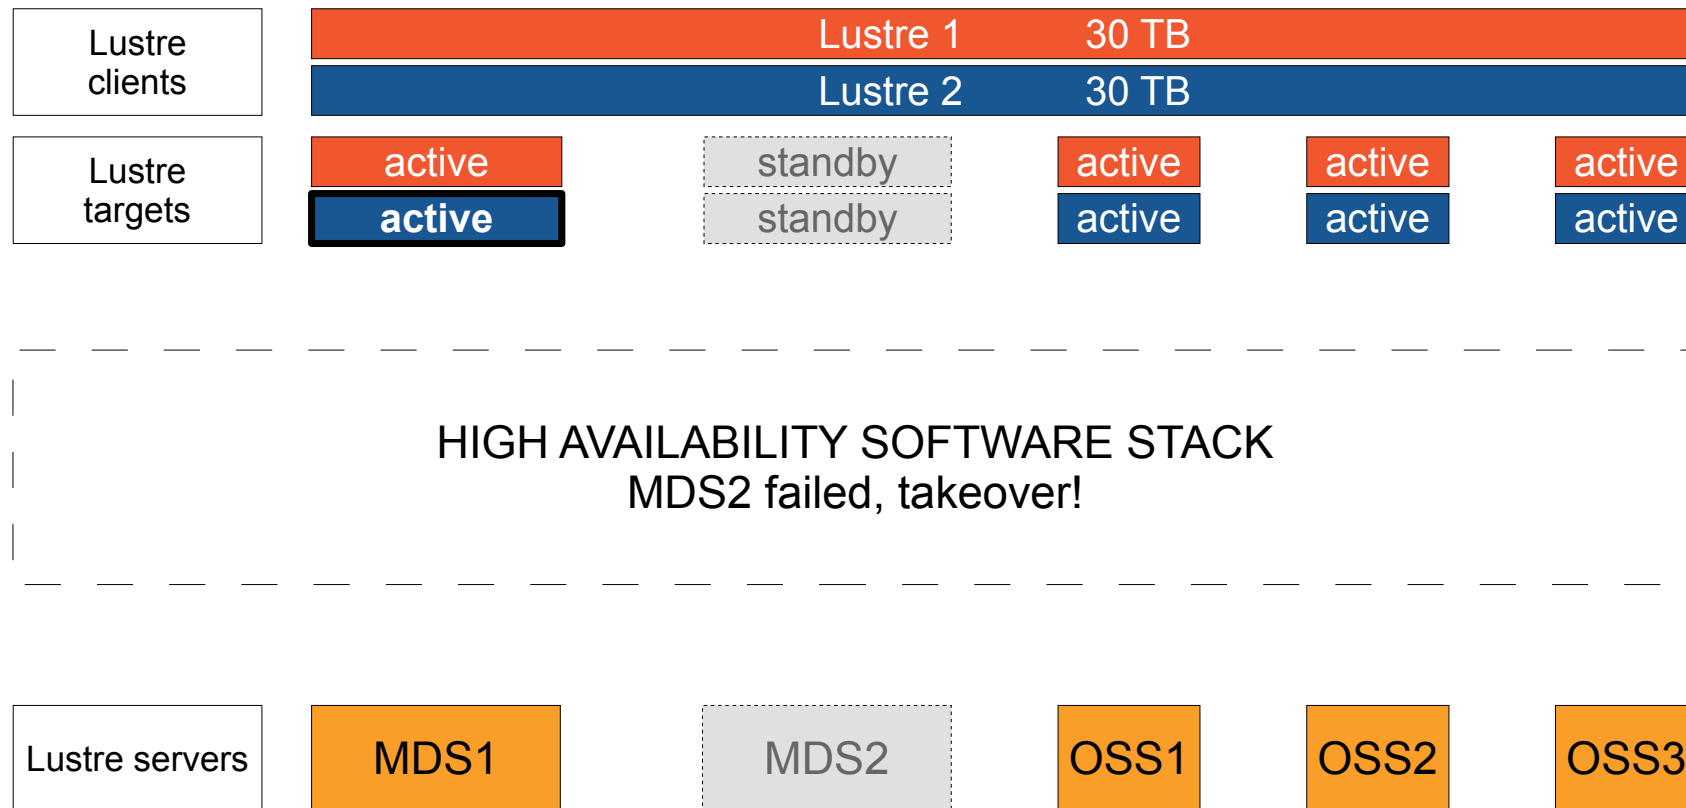 Lustre
clients
Lustre 1 30 TB
Lustre 2 30 TB
Lustre
targets
active standby active active active
active standby active active active
HIGH AVAILABILITY SOFTWARE STACK
MDS2 failed, takeover!
Lustre servers
MDS1 MDS2 OSS1 OSS2 OSS3